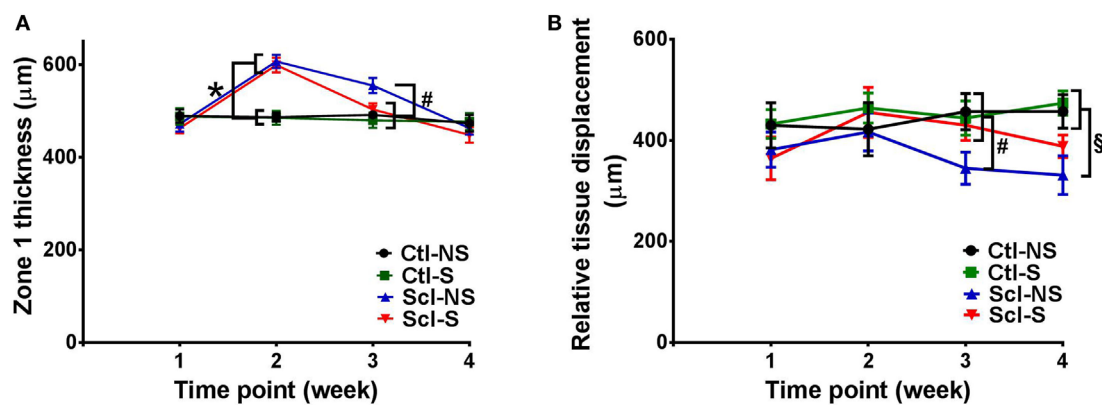 A
Zone 1 thickness (μm)
600
400
200
0
*
#
Ctl-NS
Ctl-S
Scl-NS
Scl-S
1 2 3 4
Time point (week)
B
Relative tissue displacement
(μm)
600
400
200
0
#
§
Ctl-NS
Ctl-S
Scl-NS
Scl-S
1 2 3 4
Time point (week)